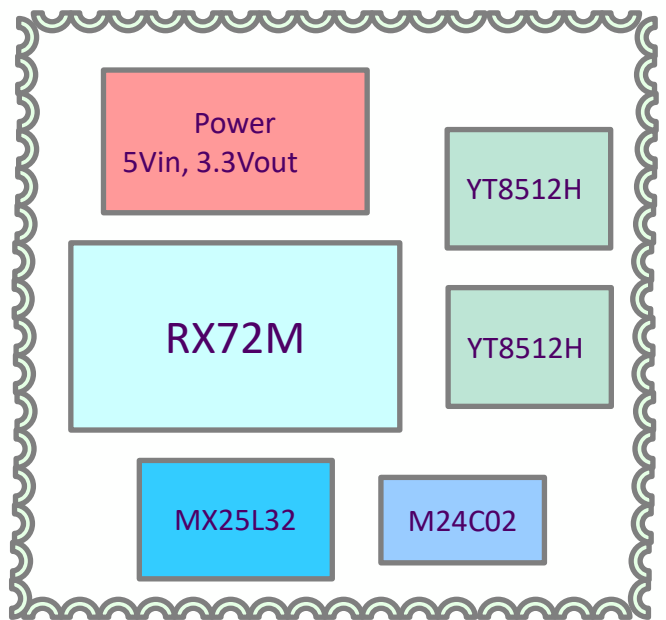 Power
5Vin, 3.3Vout
YT8512H
RX72M
YT8512H
MX25L32
M24C02